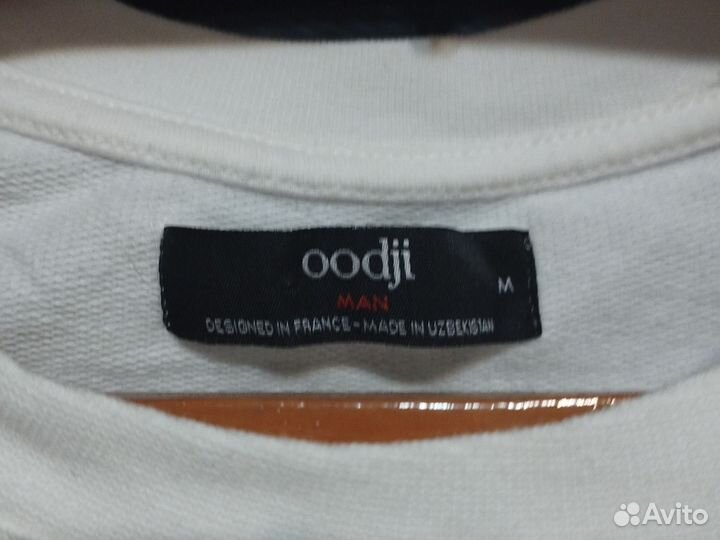 oodji
MAN
M
DESIGNED IN FRANCE - MADE IN UZBEKISTAN
Avito